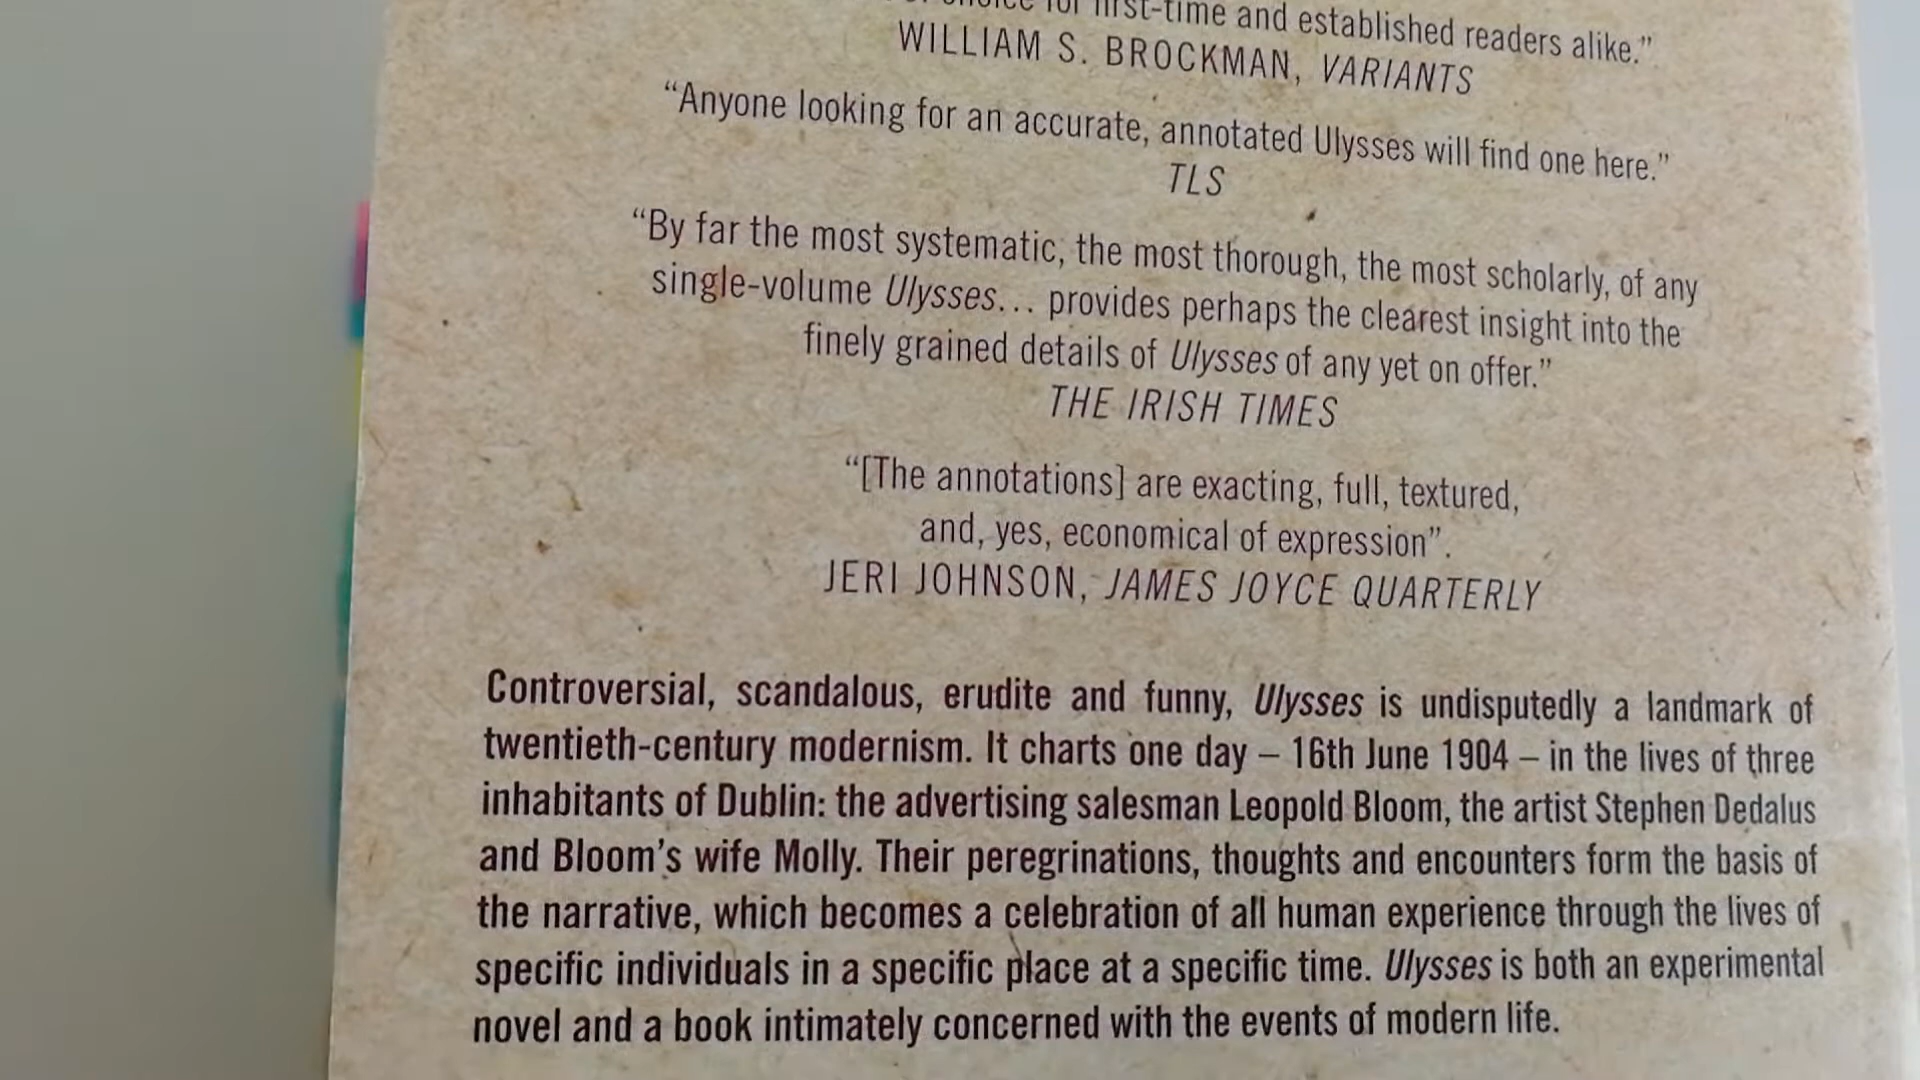 choice for first-time and established readers alike.”
WILLIAM S. BROCKMAN, VARIANTS
“Anyone looking for an accurate, annotated Ulysses will find one here.”
TLS
“By far the most systematic, the most thorough, the most scholarly, of any
single-volume Ulysses... provides perhaps the clearest insight into the
finely grained details of Ulysses of any yet on offer.”
THE IRISH TIMES
“[The annotations] are exacting, full, textured,
and, yes, economical of expression”.
JERI JOHNSON, JAMES JOYCE QUARTERLY
Controversial, scandalous, erudite and funny, Ulysses is undisputedly a landmark of
twentieth-century modernism. It charts one day – 16th June 1904 – in the lives of three
inhabitants of Dublin: the advertising salesman Leopold Bloom, the artist Stephen Dedalus
and Bloom’s wife Molly. Their peregrinations, thoughts and encounters form the basis of
the narrative, which becomes a celebration of all human experience through the lives of
specific individuals in a specific place at a specific time. Ulysses is both an experimental
novel and a book intimately concerned with the events of modern life.